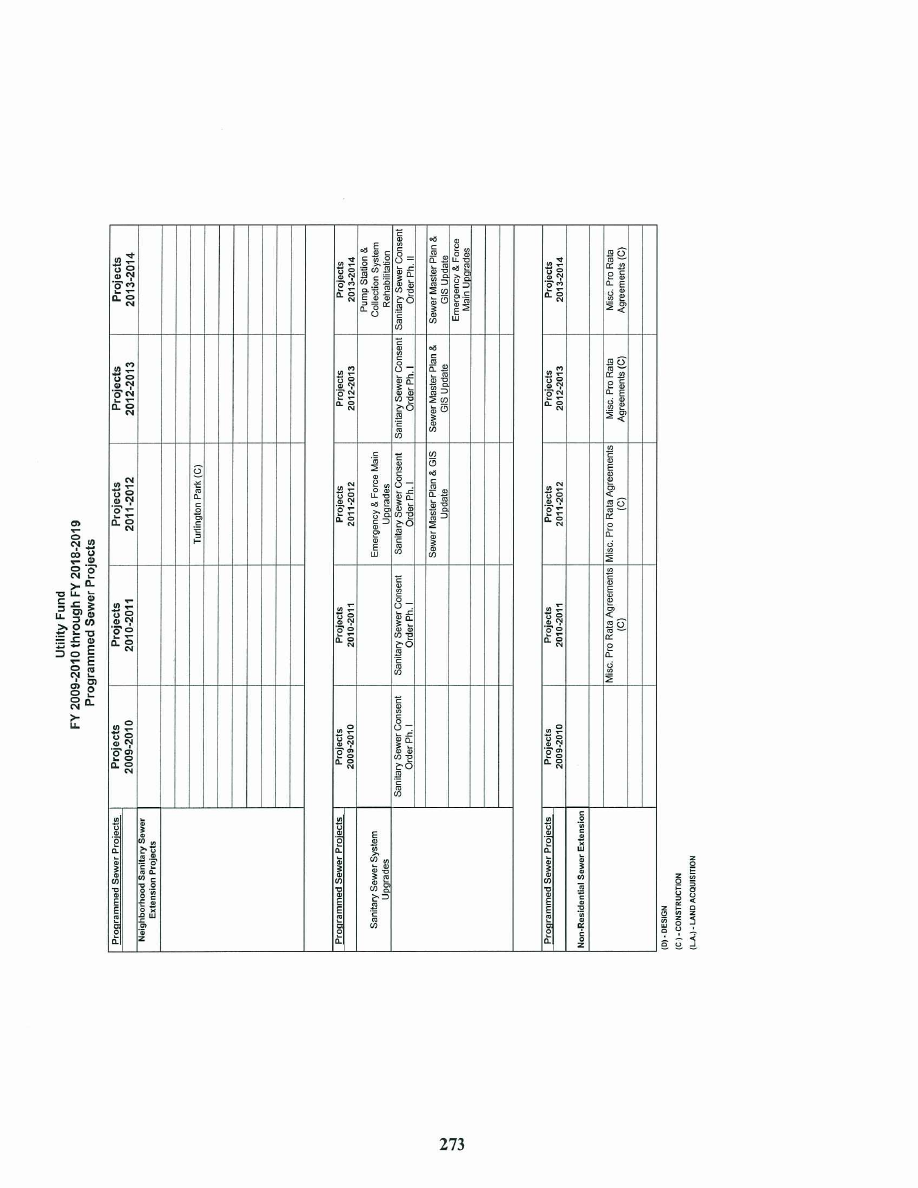 Utility Fund
FY 2009-2010 through FY 2018-2019
Programmed Sewer Projects
Programmed Sewer Projects
Projects
2009-2010
Projects
2010-2011
Projects
2011-2012
Projects
2012-2013
Projects
2013-2014
Neighborhood Sanitary Sewer
Extension Projects
Turlington Park (C)
Programmed Sewer Projects
Projects
2009-2010
Projects
2010-2011
Projects
2011-2012
Projects
2012-2013
Projects
2013-2014
Sanitary Sewer System
Upgrades
Emergency & Force Main
Upgrades
Pump Station &
Collection System
Rehabilitation
Sanitary Sewer Consent
Order Ph. I
Sanitary Sewer Consent
Order Ph. I
Sanitary Sewer Consent
Order Ph. I
Sanitary Sewer Consent
Order Ph. I
Sanitary Sewer Consent
Order Ph. II
Sewer Master Plan & GIS
Update
Sewer Master Plan &
GIS Update
Sewer Master Plan &
GIS Update
Emergency & Force
Main Upgrades
Programmed Sewer Projects
Projects
2009-2010
Projects
2010-2011
Projects
2011-2012
Projects
2012-2013
Projects
2013-2014
Non-Residential Sewer Extension
Misc. Pro Rata Agreements
(C)
Misc. Pro Rata Agreements
(C)
Misc. Pro Rata
Agreements (C)
Misc. Pro Rata
Agreements (C)
(D) - DESIGN
(C ) - CONSTRUCTION
(L.A.) - LAND ACQUISITION
273